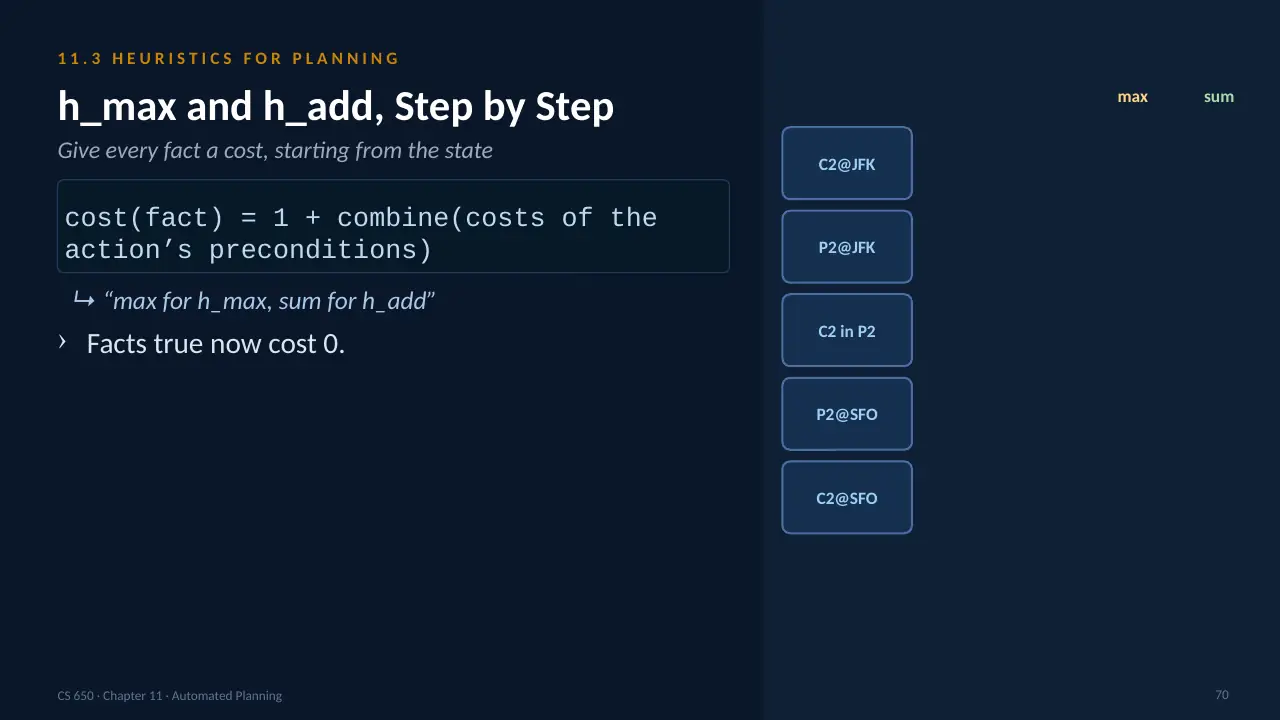 11.3 HEURISTICS FOR PLANNING
h_max and h_add, Step by Step
Give every fact a cost, starting from the state
cost(fact) = 1 + combine(costs of the
action’s preconditions)
↪ “max for h_max, sum for h_add”
› Facts true now cost 0.
max sum
C2@JFK
P2@JFK
C2 in P2
P2@SFO
C2@SFO
CS 650 · Chapter 11 · Automated Planning
70